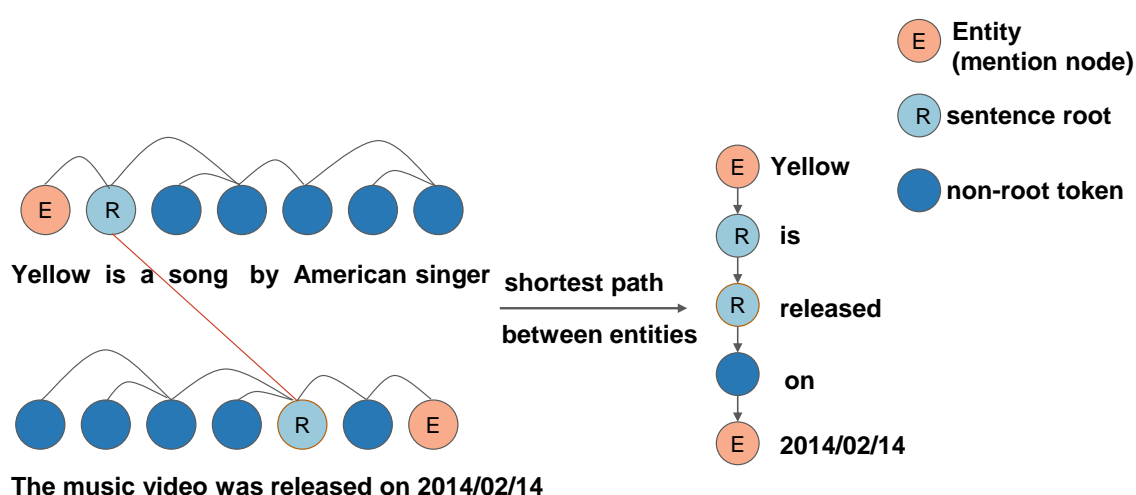 E
Entity
(mention node)
R
sentence root
non-root token
E
R
Yellow is a song by American singer
R
E
The music video was released on 2014/02/14
shortest path
between entities
E
Yellow
R
is
R
released
on
E
2014/02/14